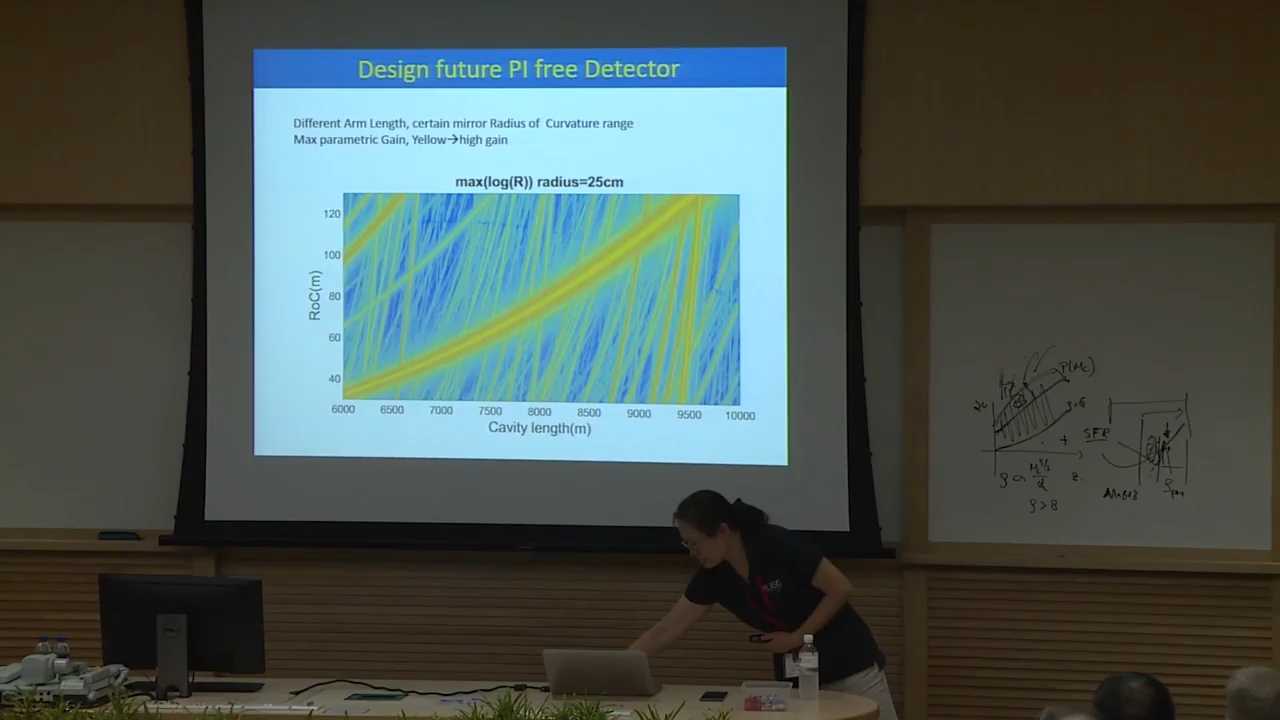 Design future PI free Detector
Different Arm Length, certain mirror Radius of Curvature range
Max parametric Gain, Yellow→high gain
max(log(R)) radius=25cm
RoC(m)
120
100
80
60
40
6000 6500 7000 7500 8000 8500 9000 9500 10000
Cavity length(m)
SFR